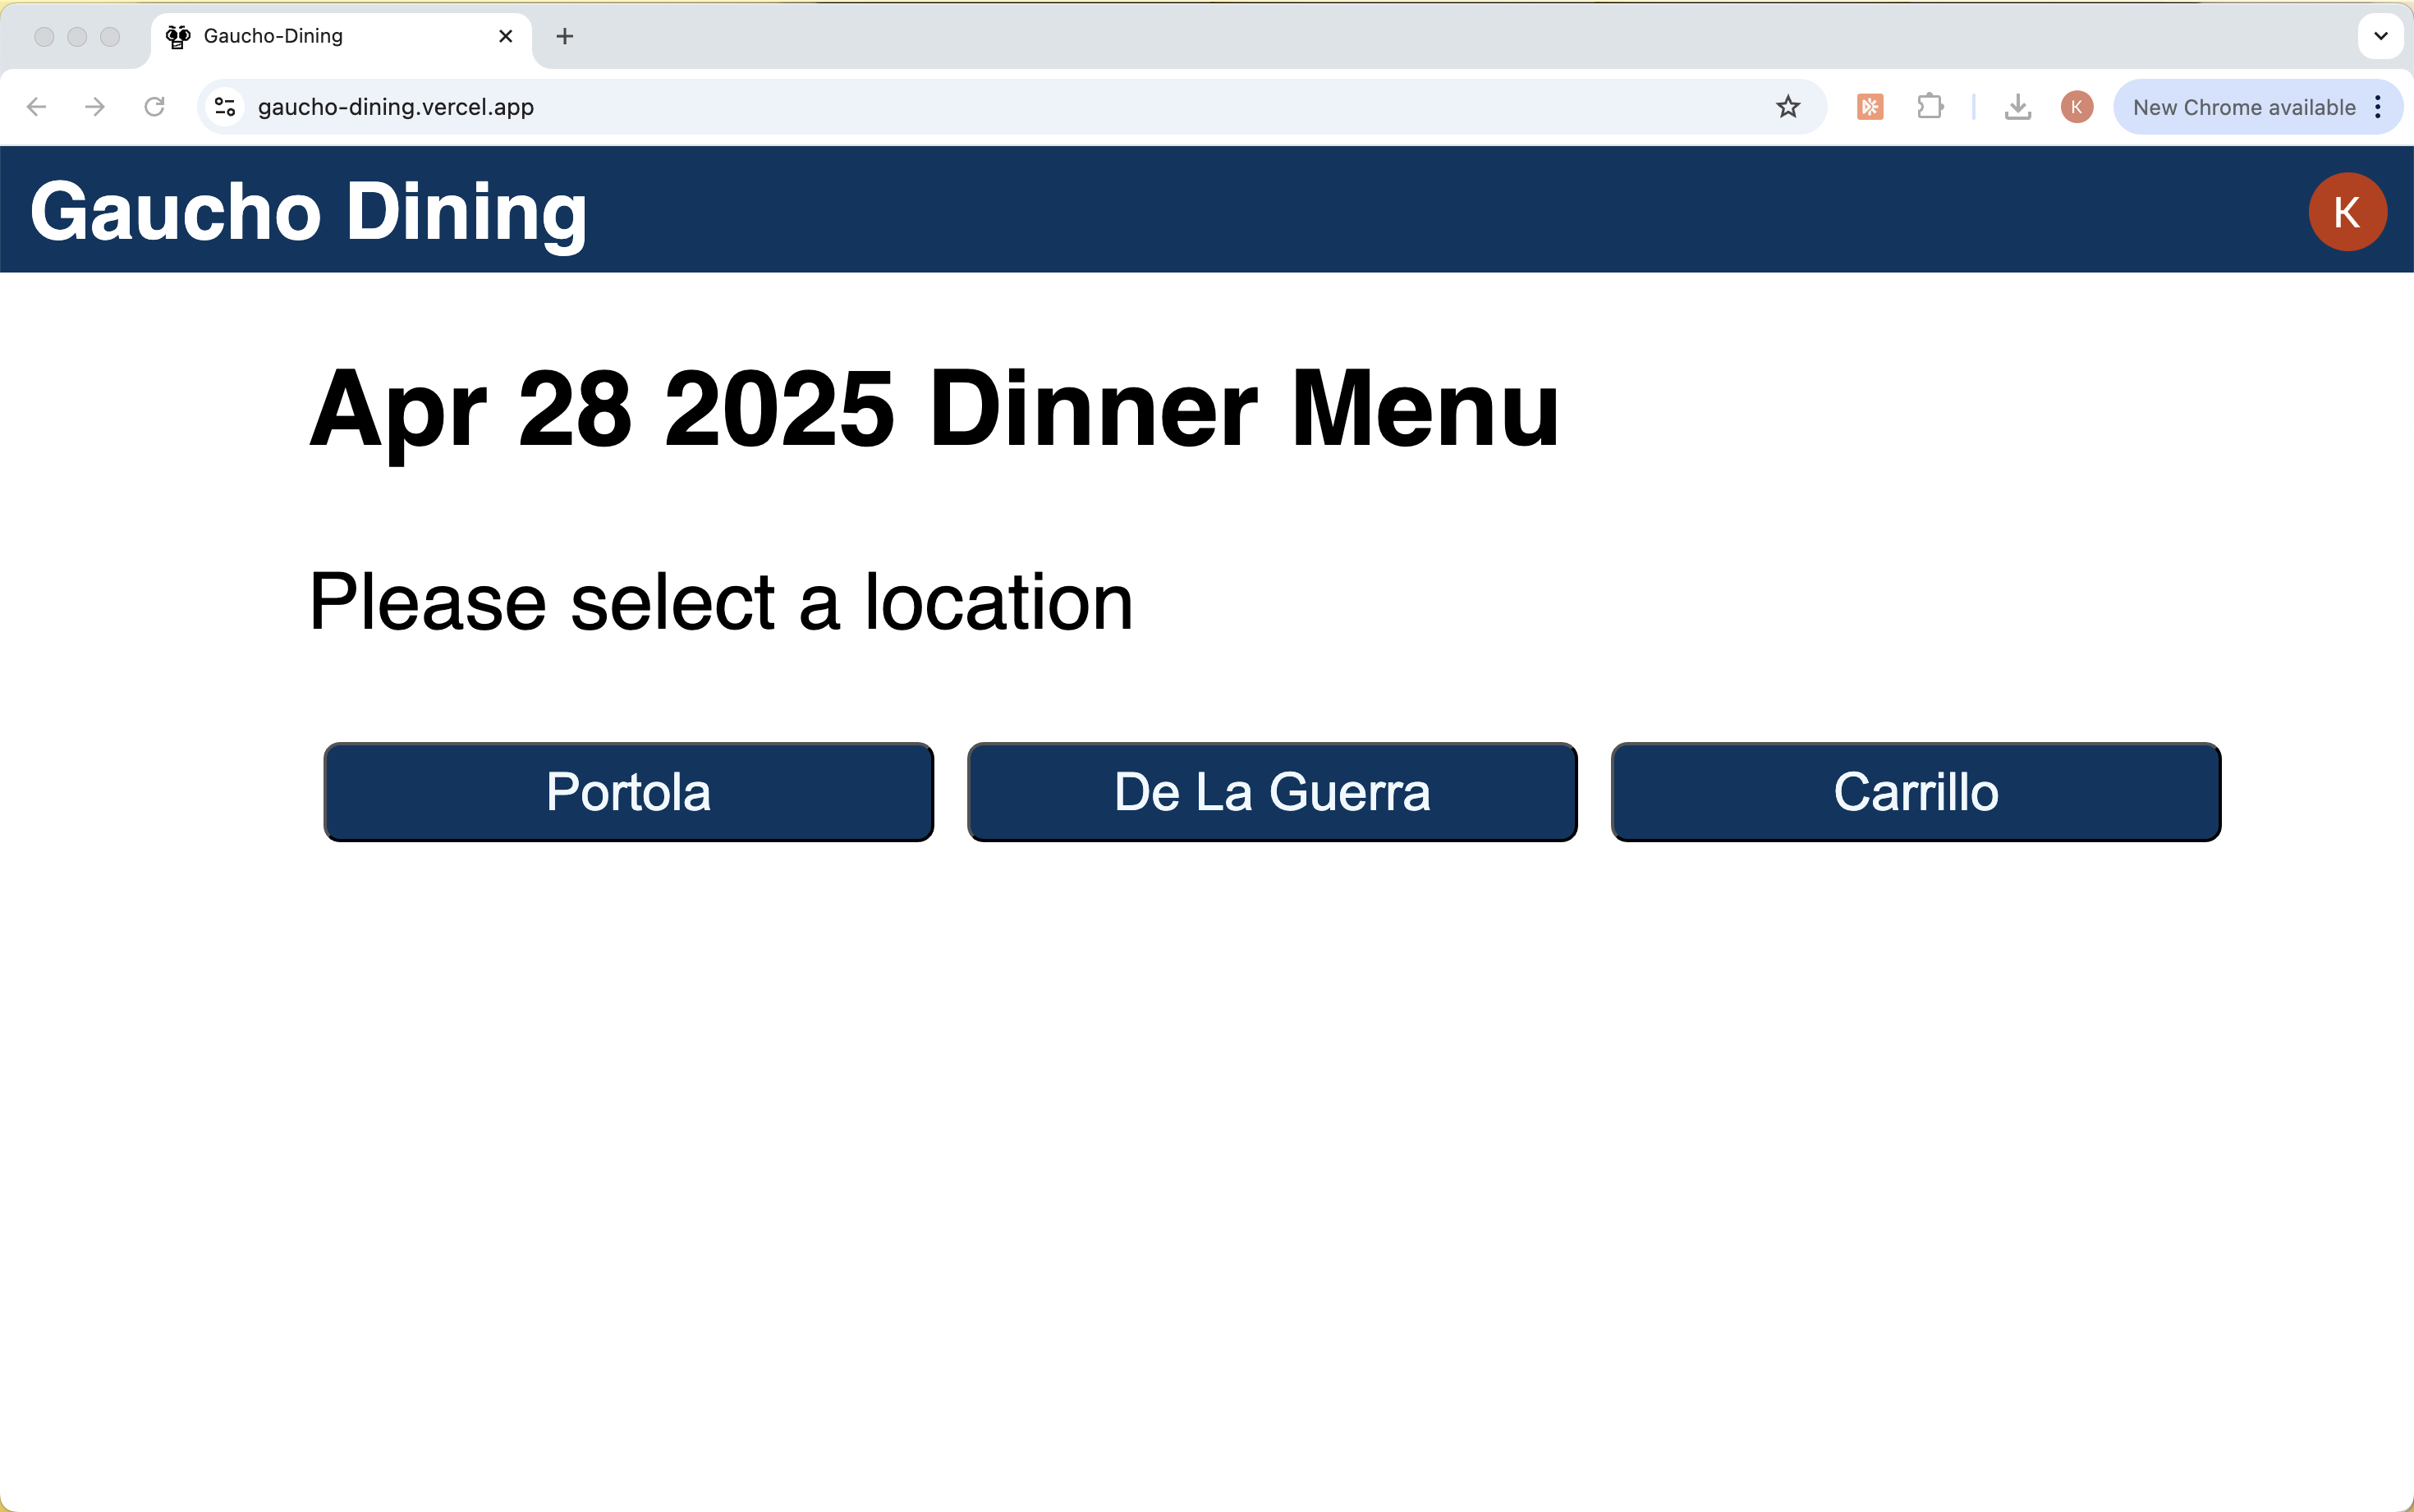 Gaucho-Dining
gaucho-dining.vercel.app
K
New Chrome available
Gaucho Dining
K
Apr 28 2025 Dinner Menu
Please select a location
Portola
De La Guerra
Carrillo